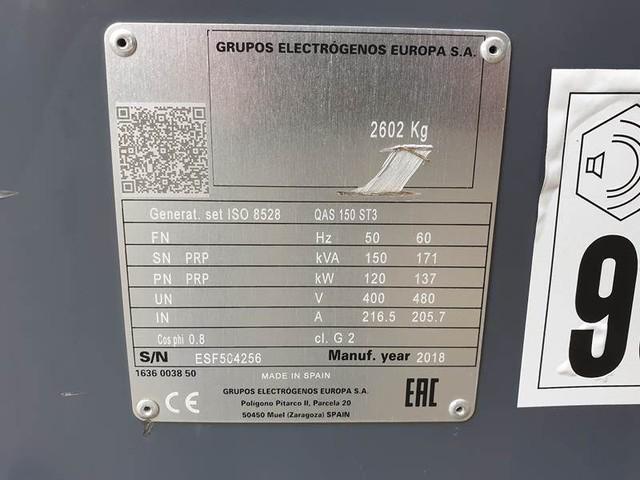 GRUPOS ELECTRÓGENOS EUROPA S.A.
2602 Kg
Generat. set ISO 8528 QAS 150 ST3
FN Hz 50 60
SN PRP kVA 150 171
PN PRP kW 120 137
UN V 400 480
IN A 216.5 205.7
Cos phi 0.8 cl. G 2
S/N ESF504256 Manuf. year 2018
1636 0038 50 MADE IN SPAIN
CE
GRUPOS ELECTRÓGENOS EUROPA S.A.
Polígono Pitarco II, Parcela 20
50450 Muel (Zaragoza) SPAIN
EAC
9